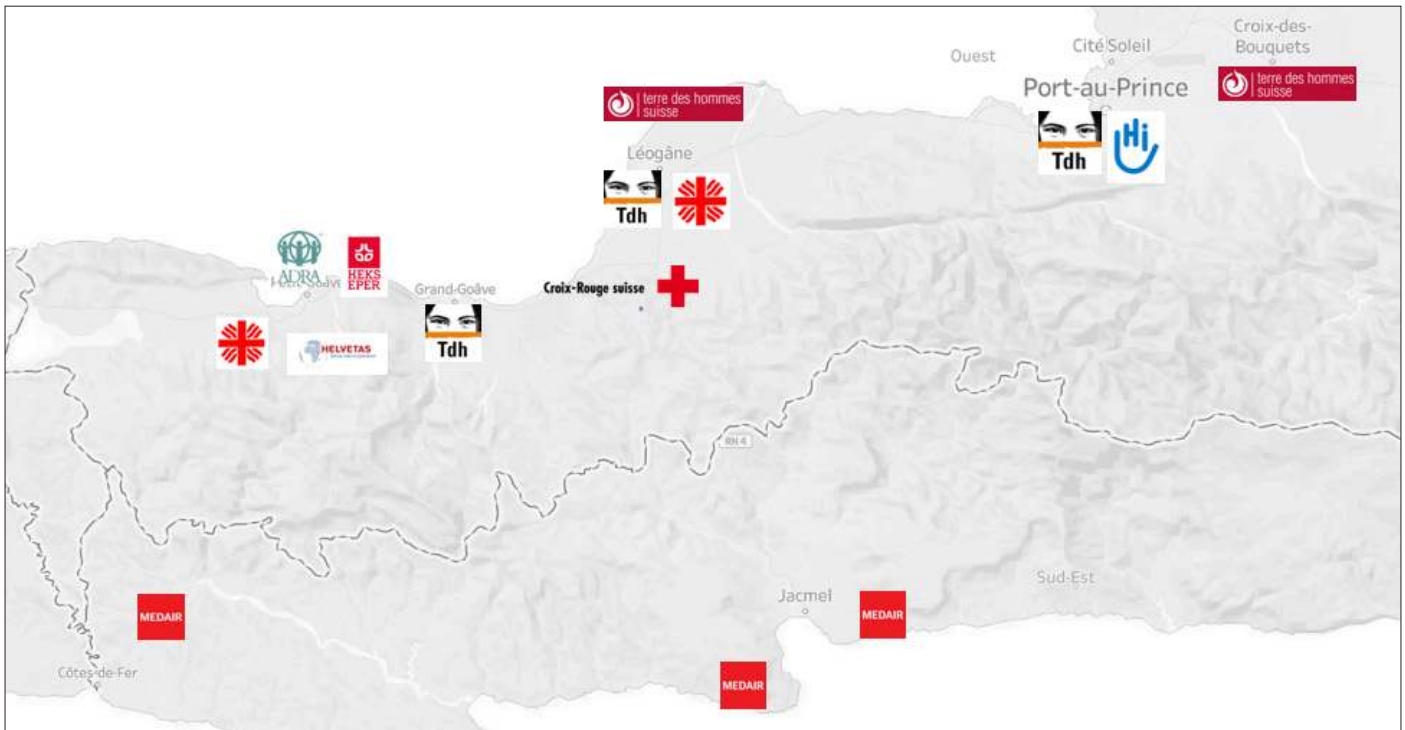 Croix-des-
Bouquets
Cité Soleil
Ouest
Port-au-Prince
terre des hommes
suisse
terre des hommes
suisse
Tdh
Hi
Léogâne
Tdh
ADRA
HEKS
EPER
Grand-Goâve
Croix-Rouge suisse
Tdh
HELVETAS
RN 4
Sud-Est
Jacmel
MEDAIR
MEDAIR
MEDAIR
Côtes-de-Fer